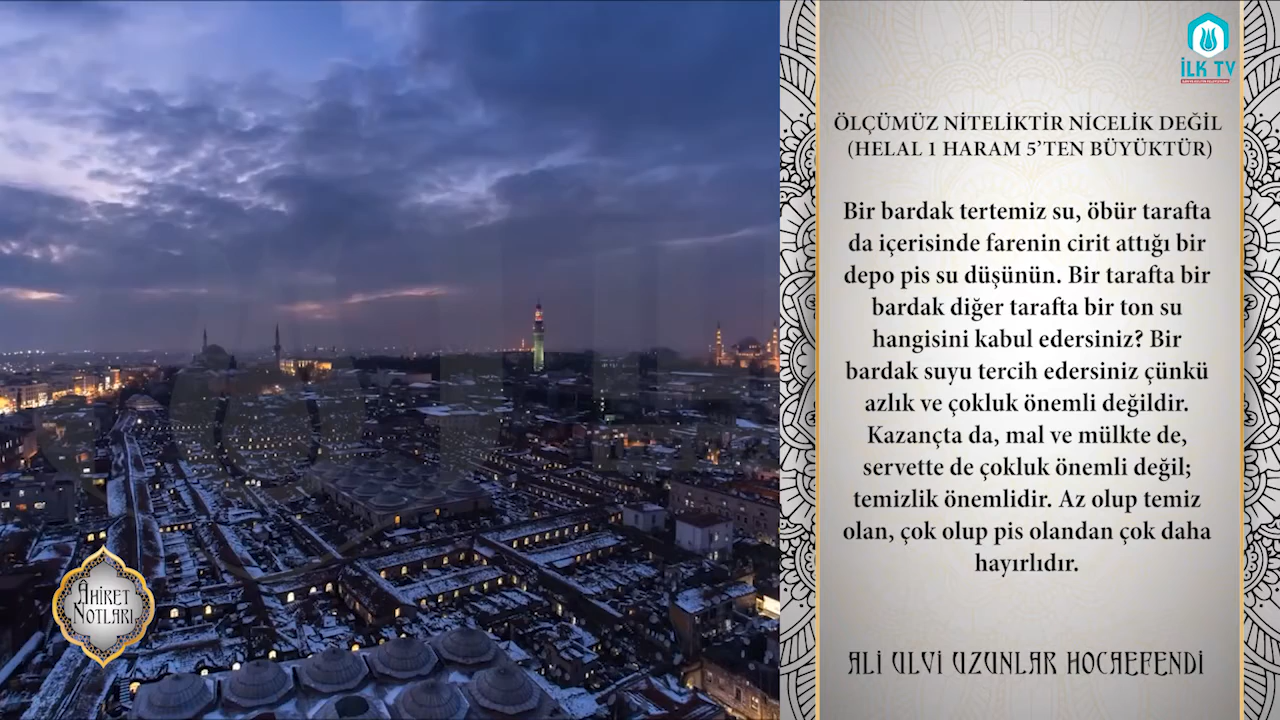 İLK TV
ÖLÇÜMÜZ NİTELİKTİR NİCELİK DEĞİL
(HELAL 1 HARAM 5’TEN BÜYÜKTÜR)
Bir bardak tertemiz su, öbür tarafta
da içerisinde farenin cirit attığı bir
depo pis su düşünün. Bir tarafta bir
bardak diğer tarafta bir ton su
hangisini kabul edersiniz? Bir
bardak suyu tercih edersiniz çünkü
azlık ve çokluk önemli değildir.
Kazançta da, mal ve mülkte de,
servette de çokluk önemli değil;
temizlik önemlidir. Az olup temiz
olan, çok olup pis olandan çok daha
hayırlıdır.
ALİ ULVİ UZUNLAR HOCAEFENDİ
AHİRET
NOTLARI